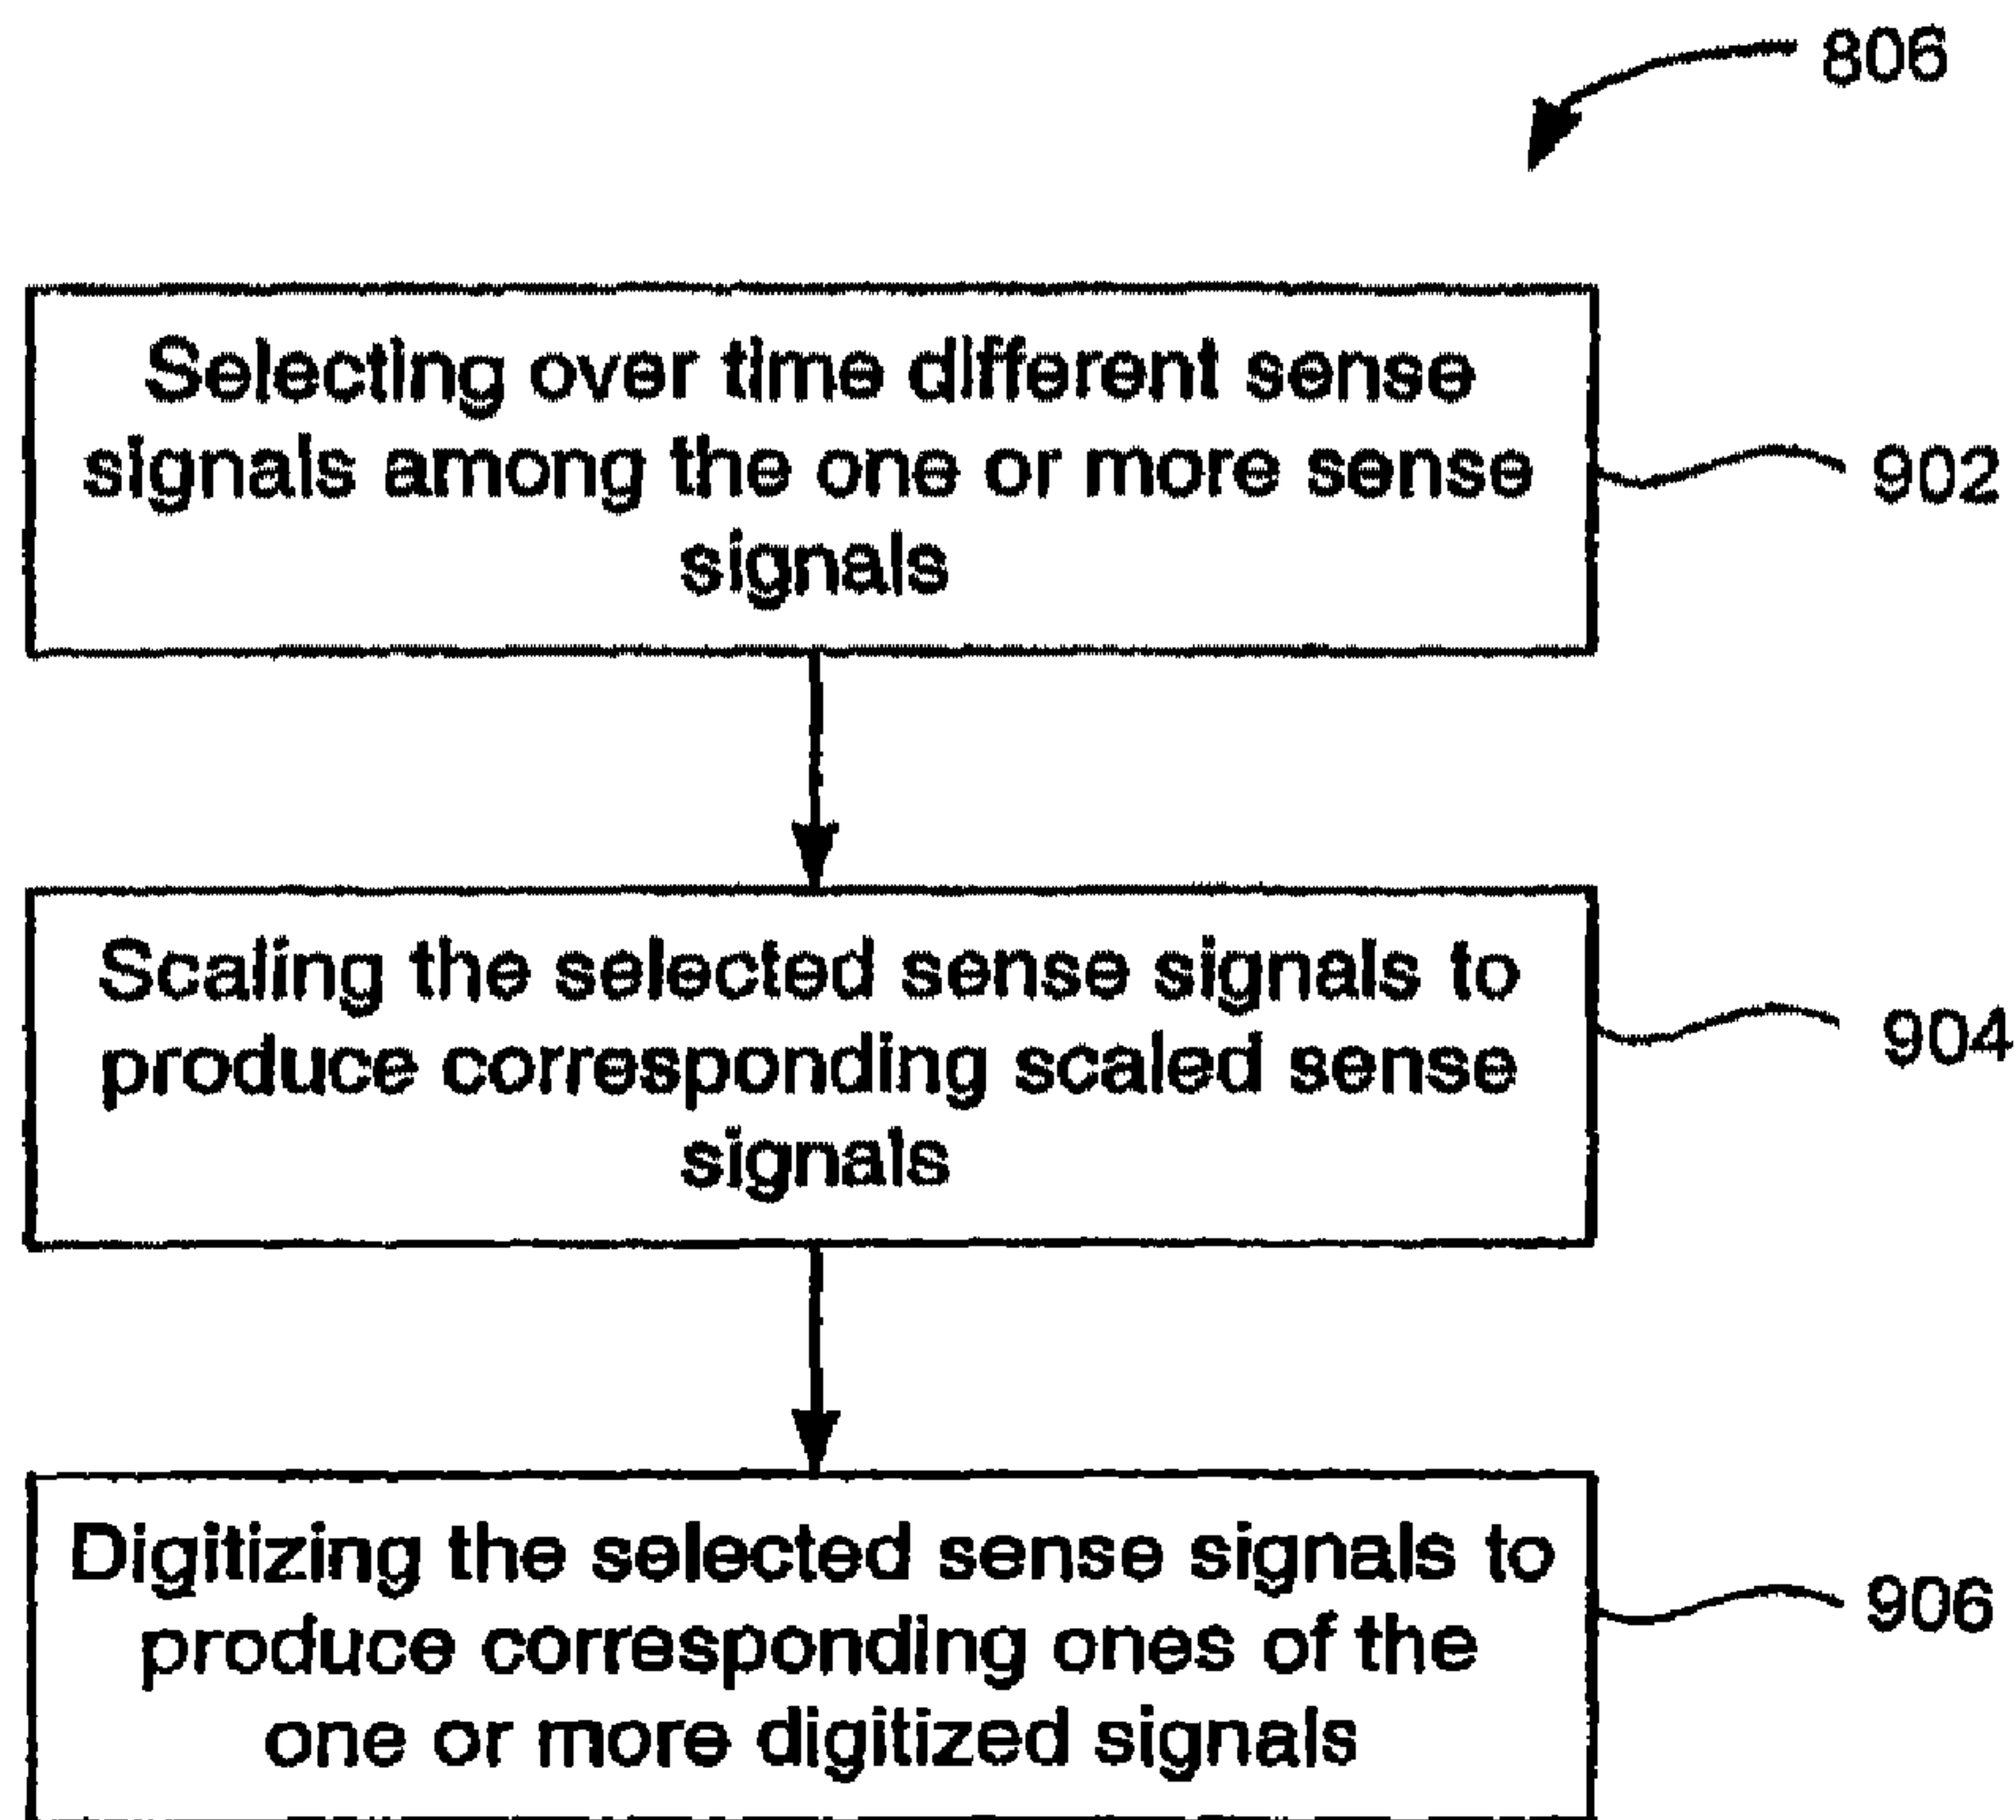 806
Selecting over time different sense
signals among the one or more sense
signals
902
Scaling the selected sense signals to
produce corresponding scaled sense
signals
904
Digitizing the selected sense signals to
produce corresponding ones of the
one or more digitized signals
906